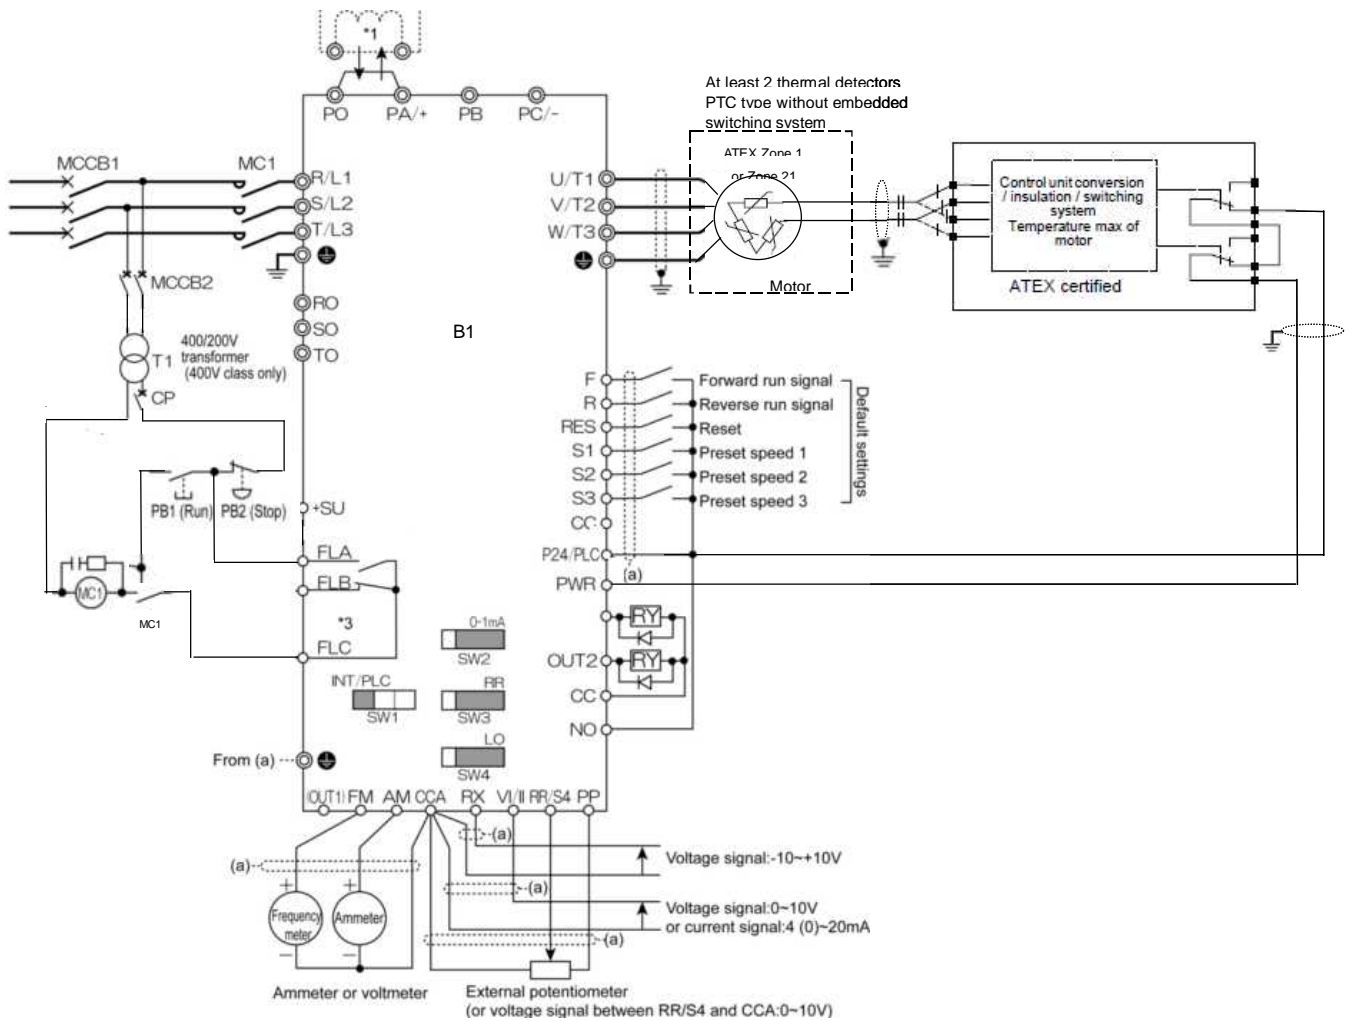 *1
PO PA/+ PB PC/-
At least 2 thermal detectors
PTC type without embedded
switching system
ATEX Zone 1
or Zone 21
Motor
MCCB1
MC1
R/L1
S/L2
T/L3
U/T1
V/T2
W/T3
Control unit conversion
/ insulation / switching
system
Temperature max of
motor
ATEX certified
MCCB2
RO
SO
TO
B1
T1
400/200V
transformer
(400V class only)
CP
F
R
RES
S1
S2
S3
CC
P24/PLC
PWR
Forward run signal
Reverse run signal
Reset
Preset speed 1
Preset speed 2
Preset speed 3
Default settings
(a)
PB1 (Run) PB2 (Stop)
+SU
FLA
FLB
*3
FLC
MC1
MC1
0-1mA
SW2
INT/PLC
SW1
RR
SW3
LO
SW4
RY
OUT2
RY
CC
NO
From (a)
(OUT1) FM AM CCA RX VI/II RR/S4 PP
(a)
(a)
(a)
(a)
Voltage signal:-10~+10V
Voltage signal:0~10V
or current signal:4 (0)~20mA
+
+
Frequency
meter
Ammeter
−
−
Ammeter or voltmeter
External potentiometer
(or voltage signal between RR/S4 and CCA:0~10V)